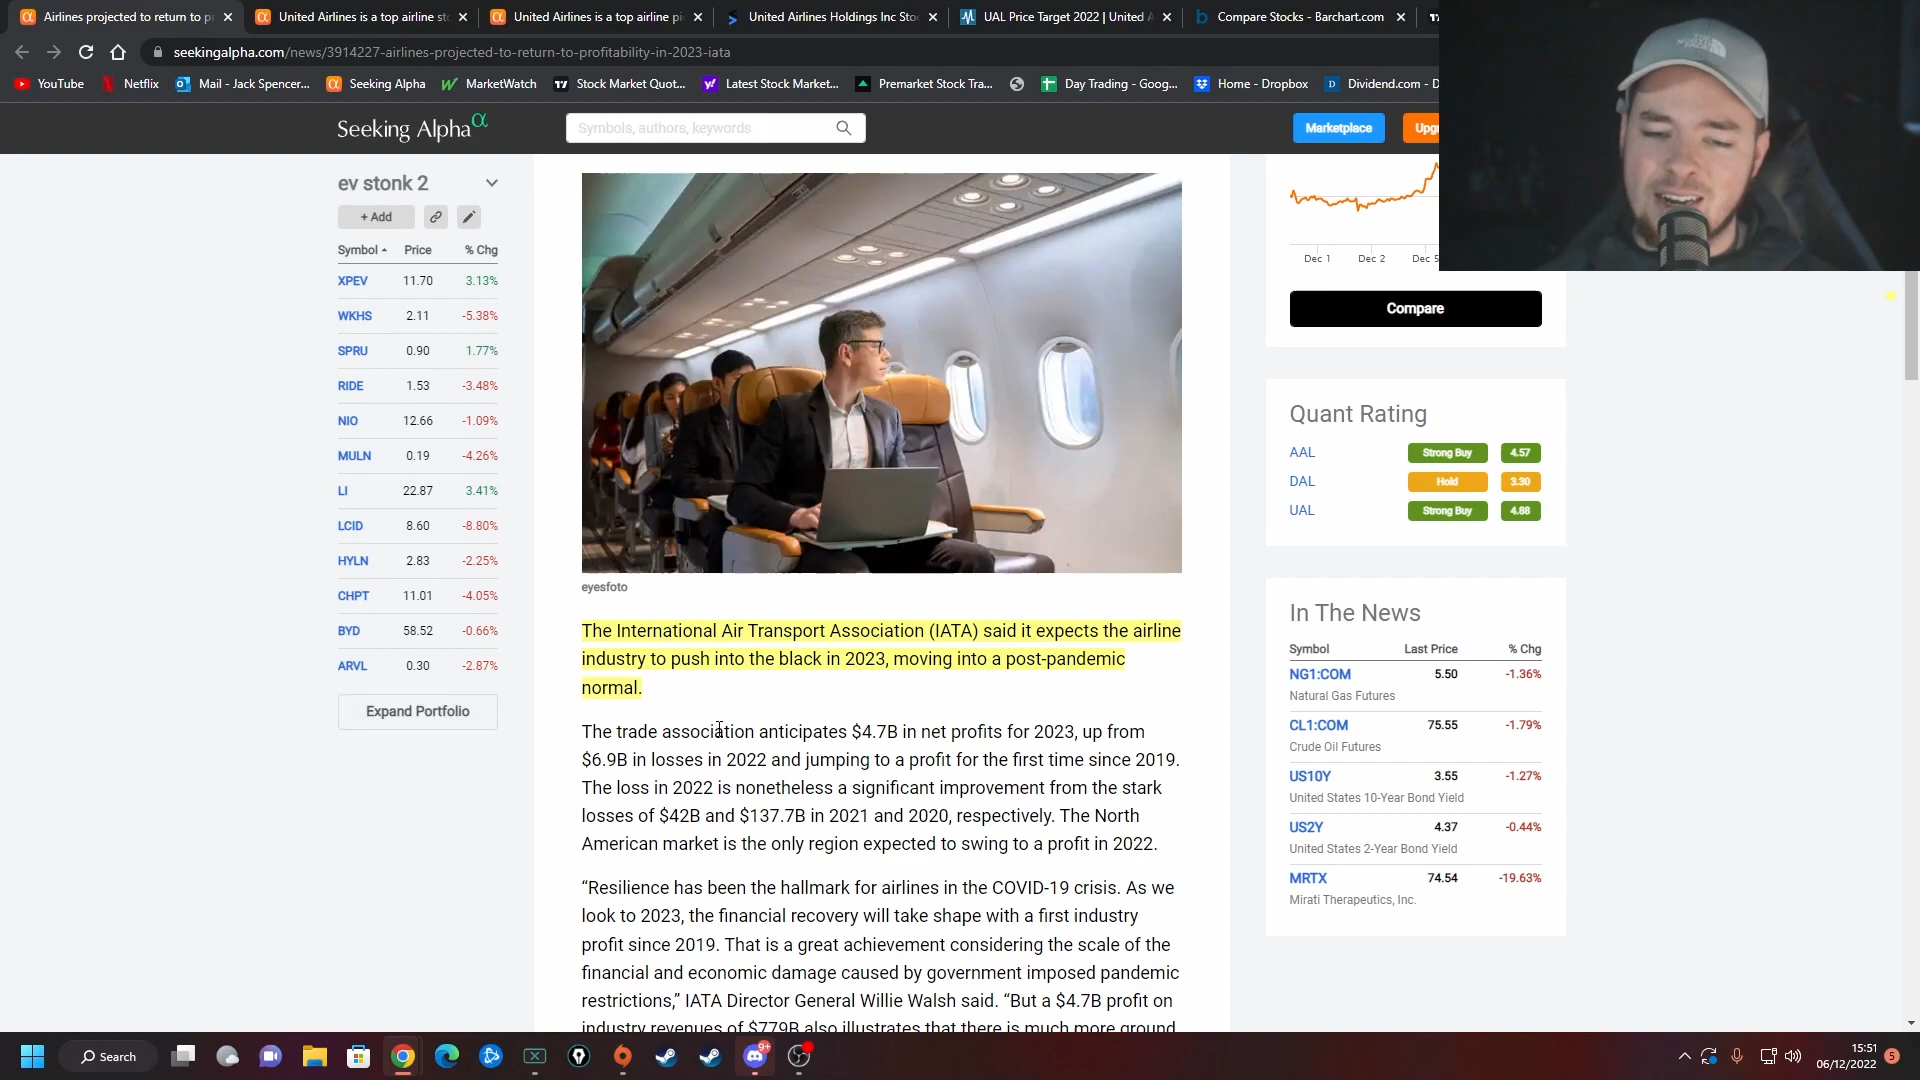 Airlines projected to return to p
United Airlines is a top airline st
United Airlines is a top airline pi
United Airlines Holdings Inc Stoc
UAL Price Target 2022 | United A
Compare Stocks - Barchart.com
seekingalpha.com/news/3914227-airlines-projected-to-return-to-profitability-in-2023-iata
YouTube
Netflix
Mail - Jack Spencer...
Seeking Alpha
MarketWatch
Stock Market Quot...
Latest Stock Market...
Premarket Stock Tra...
Day Trading - Goog...
Home - Dropbox
Dividend.com - D
Seeking Alpha α
Symbols, authors, keywords
Marketplace
Upg
ev stonk 2
+ Add
Symbol Price % Chg
XPEV 11.70 3.13%
WKHS 2.11 -5.38%
SPRU 0.90 1.77%
RIDE 1.53 -3.48%
NIO 12.66 -1.09%
MULN 0.19 -4.26%
LI 22.87 3.41%
LCID 8.60 -8.80%
HYLN 2.83 -2.25%
CHPT 11.01 -4.05%
BYD 58.52 -0.66%
ARVL 0.30 -2.87%
Expand Portfolio
eyesfoto
The International Air Transport Association (IATA) said it expects the airline
industry to push into the black in 2023, moving into a post-pandemic
normal.
The trade association anticipates $4.7B in net profits for 2023, up from
$6.9B in losses in 2022 and jumping to a profit for the first time since 2019.
The loss in 2022 is nonetheless a significant improvement from the stark
losses of $42B and $137.7B in 2021 and 2020, respectively. The North
American market is the only region expected to swing to a profit in 2022.
“Resilience has been the hallmark for airlines in the COVID-19 crisis. As we
look to 2023, the financial recovery will take shape with a first industry
profit since 2019. That is a great achievement considering the scale of the
financial and economic damage caused by government imposed pandemic
restrictions,” IATA Director General Willie Walsh said. “But a $4.7B profit on
industry revenues of $779B also illustrates that there is much more ground
Dec 1 Dec 2 Dec 5
Compare
Quant Rating
AAL Strong Buy 4.57
DAL Hold 3.30
UAL Strong Buy 4.88
In The News
Symbol Last Price % Chg
NG1:COM 5.50 -1.36%
Natural Gas Futures
CL1:COM 75.55 -1.79%
Crude Oil Futures
US10Y 3.55 -1.27%
United States 10-Year Bond Yield
US2Y 4.37 -0.44%
United States 2-Year Bond Yield
MRTX 74.54 -19.63%
Mirati Therapeutics, Inc.
Search
9+
15:51
06/12/2022
5